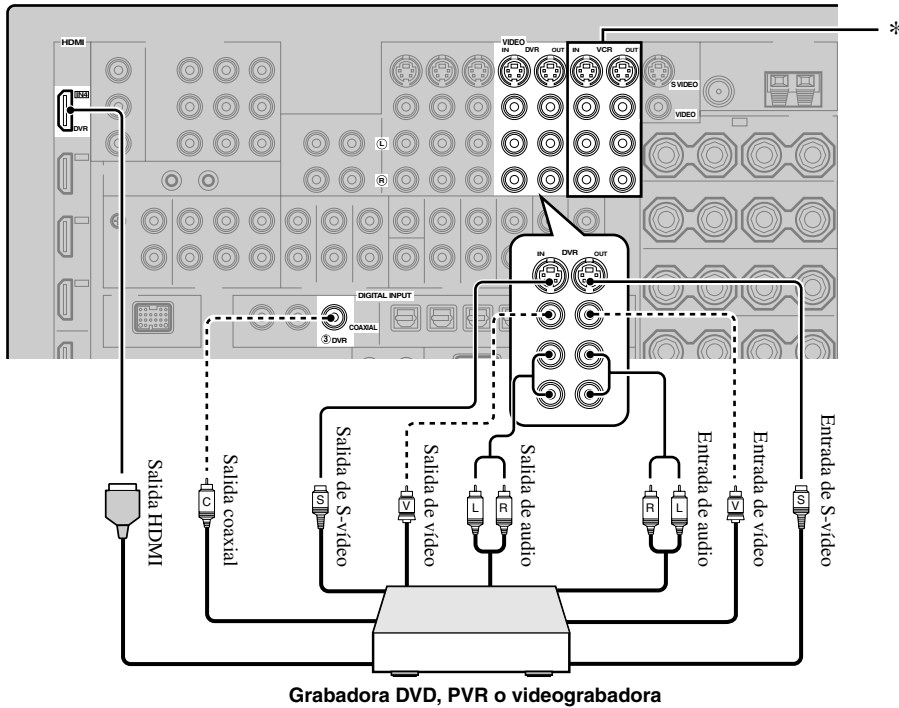 *
HDMI
IN4
DVR
VIDEO
IN DVR OUT
IN VCR OUT
S VIDEO
VIDEO
L
R
IN DVR OUT
DIGITAL INPUT
COAXIAL
③ DVR
Salida HDMI
Salida coaxial
Salida de S-vídeo
Salida de vídeo
Salida de audio
Entrada de audio
Entrada de vídeo
Entrada de S-vídeo
C
S
V
L
R
R
L
V
S
Grabadora DVD, PVR o videograbadora